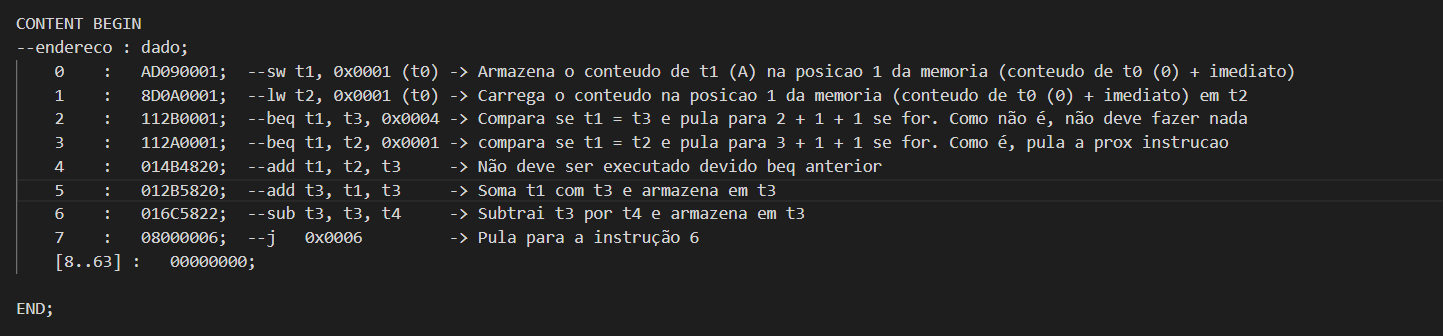 CONTENT BEGIN
--endereco : dado;
0 : AD090001; --sw t1, 0x0001 (t0) -> Armazena o conteudo de t1 (A) na posicao 1 da memoria (conteudo de t0 (0) + imediato)
1 : 8D0A0001; --lw t2, 0x0001 (t0) -> Carrega o conteudo na posicao 1 da memoria (conteudo de t0 (0) + imediato) em t2
2 : 112B0001; --beq t1, t3, 0x0004 -> Compara se t1 = t3 e pula para 2 + 1 + 1 se for. Como não é, não deve fazer nada
3 : 112A0001; --beq t1, t2, 0x0001 -> compara se t1 = t2 e pula para 3 + 1 + 1 se for. Como é, pula a prox instrucao
4 : 014B4820; --add t1, t2, t3 -> Não deve ser executado devido beq anterior
5 : 012B5820; --add t3, t1, t3 -> Soma t1 com t3 e armazena em t3
6 : 016C5822; --sub t3, t3, t4 -> Subtrai t3 por t4 e armazena em t3
7 : 08000006; --j 0x0006 -> Pula para a instrução 6
[8..63] : 00000000;
END;